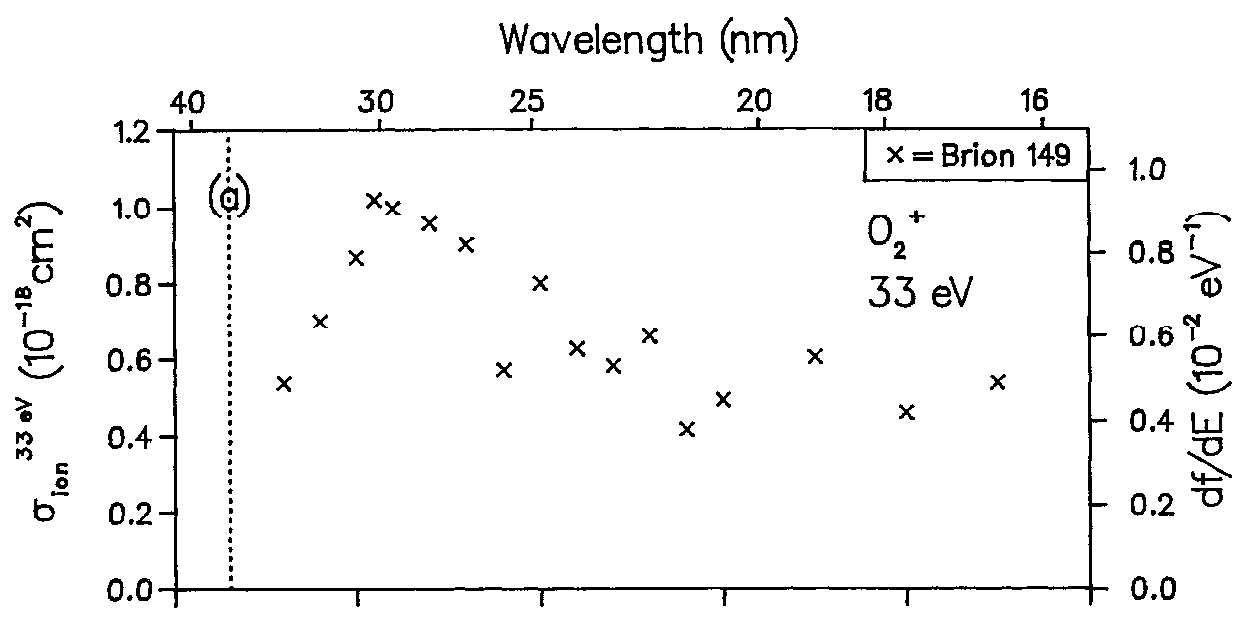 Wavelength (nm)
40 30 25 20 18 16
1.2
1.0
0.8
0.6
0.4
0.2
0.0
σion 33 eV (10−18cm2)
(a)
× = Brion 149
O2+
33 eV
1.0
0.8
0.6
0.4
0.2
0.0
df/dE (10−2 eV−1)